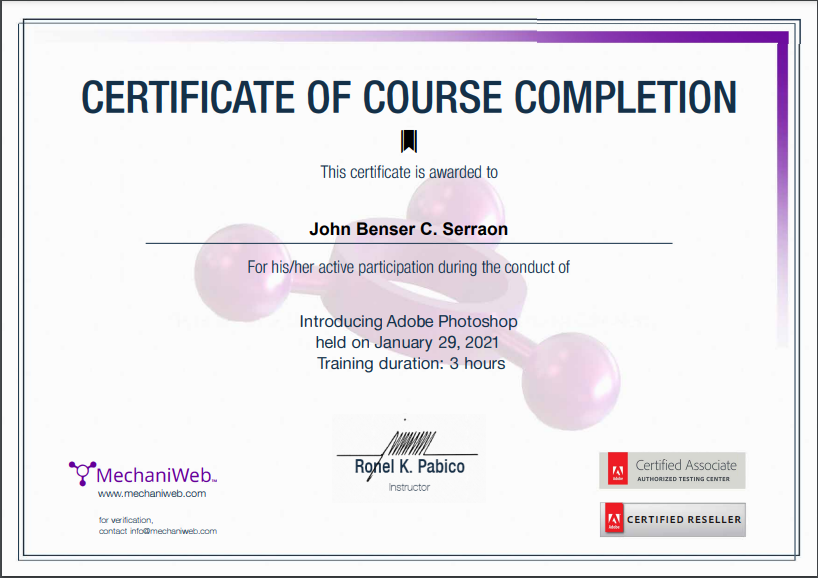 CERTIFICATE OF COURSE COMPLETION
This certificate is awarded to
John Benser C. Serraon
For his/her active participation during the conduct of
Introducing Adobe Photoshop
held on January 29, 2021
Training duration: 3 hours
Ronel K. Pabico
Instructor
MechaniWeb™
www.mechaniweb.com
for verification,
contact info@mechaniweb.com
Adobe
Certified Associate
AUTHORIZED TESTING CENTER
Adobe
CERTIFIED RESELLER